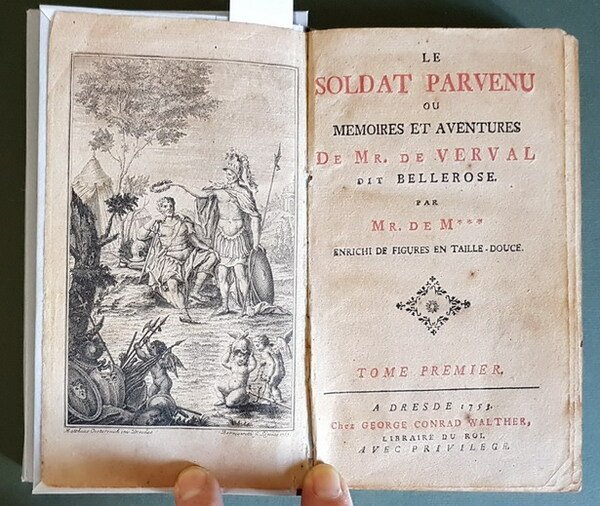 LE
SOLDAT PARVENU
OU
MEMOIRES ET AVENTURES
DE MR. DE VERVAL
DIT BELLEROSE.
PAR
MR. DE M***
ENRICHI DE FIGURES EN TAILLE-DOUCE.
TOME PREMIER.
A DRESDE 1753.
Chez GEORGE CONRAD WALTHER,
LIBRAIRE DU ROI.
AVEC PRIVILEGE.